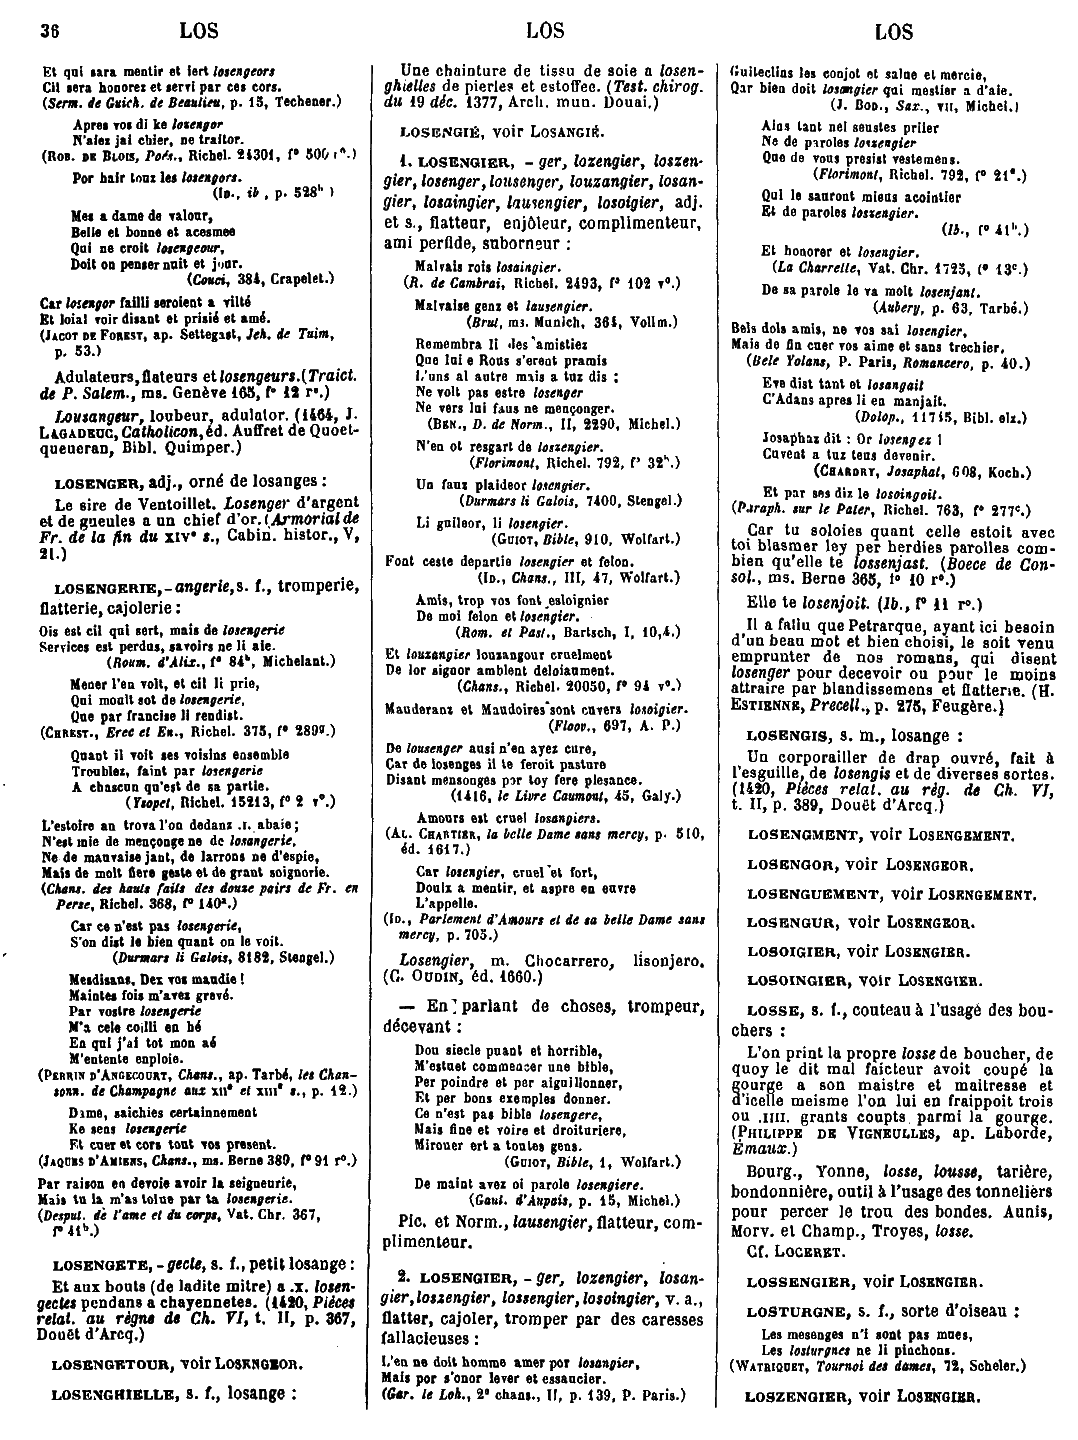 36 LOS LOS LOS
Et qui sara mentir et iert losengeors
Cil sera honorez et servi par ces cors.
(Serm. de Guich. de Beaulieu, p. 15, Techener.)
Apres vos di ke lozengor
N'aiez jai chier, ne traitor.
(ROB. DE BLOIS, Poés., Richel. 24301, f° 500 r°.)
Por hair touz les losengors.
(ID., ib., p. 528ᵇ)
Mes a dame de valour,
Belle et bonne et acesmee
Qui ne croit losengeour,
Doit on penser nuit et jour.
(Couci, 384, Crapelet.)
Car losengor failli seroient a vilté
Et loial voir disant et prisié et amé.
(JACOT DE FOREST, ap. Settegast, Jeh. de Tuim,
p. 53.)
Adulateurs, flateurs et losengeurs. (Traict.
de P. Salem., ms. Genève 165, f° 12 r°.)
Lousangeur, loubeur, adulator. (1464, J.
LAGADEUC, Catholicon, éd. Auffret de Quoet-
queueran, Bibl. Quimper.)
LOSENGER, adj., orné de losanges :
Le sire de Ventoillet. Losenger d'argent
et de gueules a un chief d'or. (Armorial de
Fr. de la fin du XIVᵉ s., Cabin. histor., V,
21.)
LOSENGERIE, -angerie, s. f., tromperie,
flatterie, cajolerie :
Ois est cil qui sert, mais de losengerie
Services est perdus, savoirs ne li aie.
(Roum. d'Alix., f° 84ᵇ, Michelant.)
Mener l'en voit, et cil li prie,
Qui moult sot de losengerie,
Que par francise li rendist.
(CHREST., Erec et En., Richel. 375, f° 289ᵍ.)
Quant il voit ses voisins ensemble
Troublez, faint par losengerie
A chascun qu'est de sa partie.
(Ysopet, Richel. 15213, f° 2 v°.)
L'estoire an trova l'on dedanz .I. abaie;
N'est mie de mençonge ne de losangerie,
Ne de mauvaise jant, de larrons ne d'espie,
Mais de molt fiere geste et de grant soignorie.
(Chans. des hauts faits des douze pairs de Fr. en
Perse, Richel. 368, f° 140ᵃ.)
Car ce n'est pas losengerie,
S'on dist le bien quant on le voit.
(Durmars li Galois, 8182, Stengel.)
Mesdisans, Dex vos maudie !
Maintes fois m'avez grevé.
Par vostre losengerie
M'a cele coilli en hé
En qui j'ai tot mon aé
M'entente enploie.
(PERRIN D'ANGECOURT, Chans., ap. Tarbé, les Chan-
sonn. de Champagne aux XIIᵉ et XIIIᵉ s., p. 12.)
Dame, saichies certainnement
Ke sens losengerie
Et cuer et cors tout vos present.
(JAQUES D'AMIENS, Chans., ms. Berne 389, f° 91 r°.)
Par raison en devoie avoir la seigneurie,
Mais tu la m'as tolue par ta losengerie.
(Desput. de l'ame et du corps, Vat. Chr. 367,
f° 41ᵇ.)
LOSENGETE, -gecte, s. f., petit losange :
Et aux bouts (de ladite mitre) a .X. losen-
gectes pendans a chayennetes. (1420, Pièces
relat. au règne de Ch. VI, t. II, p. 367,
Douët d'Arcq.)
LOSENGETOUR, voir LOSENGEOR.
LOSENGHIELLE, s. f., losange :
Une chainture de tissu de soie a losen-
ghielles de pierles et estoffee. (Test. chirog.
du 19 déc. 1377, Arch. mun. Douai.)
LOSENGIÉ, voir LOSANGIÉ.
1. LOSENGIER, -ger, lozengier, loszen-
gier, losenger, lousenger, louzangier, losan-
gier, losaingier, lausengier, losoigier, adj.
et s., flatteur, enjôleur, complimenteur,
ami perfide, suborneur :
Malvais rois losaingier.
(R. de Cambrai, Richel. 2493, f° 102 v°.)
Malvaise genz et lausengier.
(Brut, ms. Munich, 364, Vollm.)
Remembra li des amistiez
Que lui e Rous s'erent pramis
L'uns al autre mais a tuz dis :
Ne volt pas estre losenger
Ne vers lui faus ne mençonger.
(BEN., D. de Norm., II, 2290, Michel.)
N'en ot resgart de loszengier.
(Florimont, Richel. 792, f° 32ᵇ.)
Un faux plaideor losengier.
(Durmars li Galois, 7400, Stengel.)
Li guileor, li losengier.
(GUIOT, Bible, 910, Wolfart.)
Font ceste departie losengier et felon.
(ID., Chans., III, 47, Wolfart.)
Amis, trop vos font esloignier
De moi felon et losengier.
(Rom. et Past., Bartsch, I, 10,4.)
Et louzangier louzangour cruelment
De lor signor amblent deloiaument.
(Chans., Richel. 20050, f° 94 v°.)
Mauderanz et Maudoires sont cuvers losoigier.
(Floov., 697, A. P.)
De lousenger ausi n'en ayez cure,
Car de losenges il te feroit pasture
Disant mensonges por toy fere plesance.
(1416, le Livre Caumont, 45, Galy.)
Amours est cruel losangiers.
(AL. CHARTIER, la belle Dame sans mercy, p. 510,
éd. 1617.)
Car losengier, cruel et fort,
Doulx a mentir, et aspre en euvre
L'appelle.
(ID., Parlement d'Amours et de sa belle Dame sans
mercy, p. 703.)
Losengier, m. Chocarrero, lisonjero.
(C. OUDIN, éd. 1660.)
— En parlant de choses, trompeur,
décevant :
Dou siecle puant et horrible,
M'estuet commencer une bible,
Per poindre et per aiguillonner,
Et per bons exemples donner.
Ce n'est pas bible losengere,
Mais fine et voire et droituriere,
Mirouer ert a toutes gens.
(GUIOT, Bible, 1, Wolfart.)
De maint avez oi parole losengiere.
(Gaut. d'Aupais, p. 15, Michel.)
Pic. et Norm., lausengier, flatteur, com-
plimenteur.
2. LOSENGIER, -ger, lozengier, losan-
gier, loszengier, lossengier, losoingier, v. a.,
flatter, cajoler, tromper par des caresses
fallacieuses :
L'en ne doit homme amer por losangier,
Mais por s'onor lever et essaucier.
(Gar. le Loh., 2ᵉ chans., II, p. 139, P. Paris.)
Guiteclins les conjot et salue et mercie,
Qar bien doit losangier qui mestier a d'aie.
(J. BOD., Sax., VII, Michel.)
Ains tant nel seustes prier
Ne de paroles loszengier
Que de vous presist vestemens.
(Florimont, Richel. 792, f° 21ᵃ.)
Qui le sauront mieus acointier
Et de paroles loszengier.
(Ib., f° 41ᵇ.)
Et honorer et losengier.
(La Charrette, Vat. Chr. 1725, f° 13ᶜ.)
De sa parole le va molt losenjant.
(Aubery, p. 63, Tarbé.)
Bels dols amis, ne vos sai losengier,
Mais de fin cuer vos aime et sans trechier.
(Bele Yolans, P. Paris, Romancero, p. 40.)
Eve dist tant et losangait
C'Adans apres li en manjait.
(Dolop., 11715, Bibl. elz.)
Josaphaz dit : Or losengez !
Cuvent a tuz tens devenir.
(CHARDRY, Josaphat, 608, Koch.)
Et par ses diz le losoingoit.
(Paraph. sur le Pater, Richel. 763, f° 277ᶜ.)
Car tu soloies quant celle estoit avec
toi blasmer ley per herdies parolles com-
bien qu'elle te lossenjast. (Boece de Con-
sol., ms. Berne 365, f° 10 r°.)
Elle te losenjoit. (Ib., f° 11 r°.)
Il a fallu que Petrarque, ayant ici besoin
d'un beau mot et bien choisi, le soit venu
emprunter de nos romans, qui disent
losenger pour decevoir ou pour le moins
attraire par blandissemens et flatterie. (H.
ESTIENNE, Precell., p. 275, Feugère.)
LOSENGIS, s. m., losange :
Un corporailler de drap ouvré, fait à
l'esguille, de losengis et de diverses sortes.
(1420, Pièces relat. au règ. de Ch. VI,
t. II, p. 389, Douët d'Arcq.)
LOSENGMENT, voir LOSENGEMENT.
LOSENGOR, voir LOSENGEOR.
LOSENGUEMENT, voir LOSENGEMENT.
LOSENGUR, voir LOSENGEOR.
LOSOIGIER, voir LOSENGIER.
LOSOINGIER, voir LOSENGIER.
LOSSE, s. f., couteau à l'usage des bou-
chers :
L'on print la propre losse de boucher, de
quoy le dit mal faicteur avoit coupé la
gourge a son maistre et maitresse et
d'icelle meisme l'on lui en fraippoit trois
ou .IIII. grants coupts parmi la gourge.
(PHILIPPE DE VIGNEULLES, ap. Laborde,
Émaux.)
Bourg., Yonne, losse, lousse, tarière,
bondonnière, outil à l'usage des tonneliers
pour percer le trou des bondes. Aunis,
Morv. et Champ., Troyes, losse.
Cf. LOCERET.
LOSSENGIER, voir LOSENGIER.
LOSTURGNE, s. f., sorte d'oiseau :
Les mesenges n'i sont pas mues,
Les losturgnes ne li pinchons.
(WATRIQUET, Tournoi des dames, 72, Scheler.)
LOSZENGIER, voir LOSENGIER.